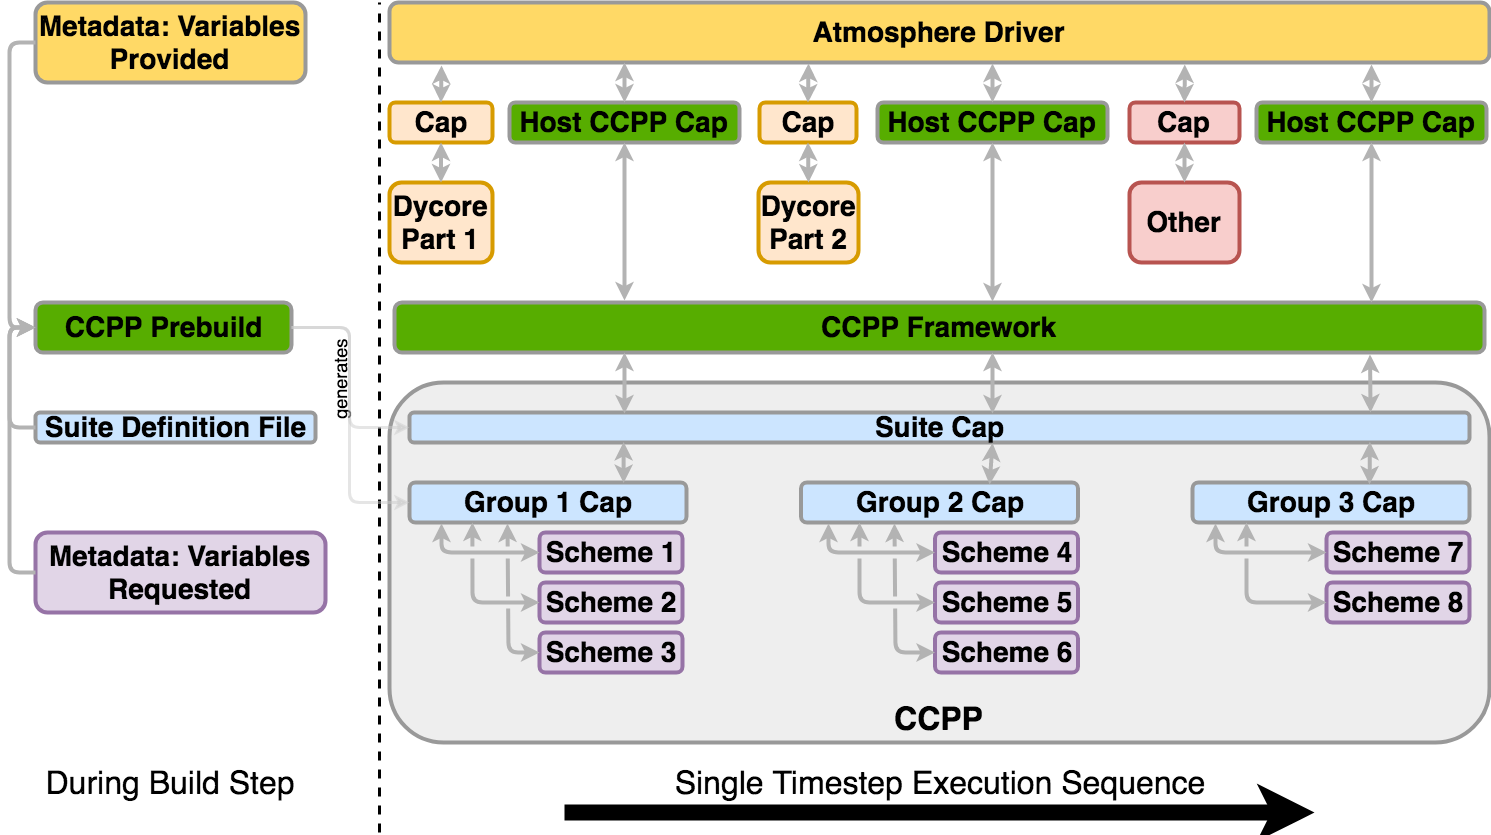 Metadata: Variables
Provided
CCPP Prebuild
generates
Suite Definition File
Metadata: Variables
Requested
During Build Step
Atmosphere Driver
Cap
Host CCPP Cap
Cap
Host CCPP Cap
Cap
Host CCPP Cap
Dycore
Part 1
Dycore
Part 2
Other
CCPP Framework
Suite Cap
Group 1 Cap
Group 2 Cap
Group 3 Cap
Scheme 1
Scheme 4
Scheme 7
Scheme 2
Scheme 5
Scheme 8
Scheme 3
Scheme 6
CCPP
Single Timestep Execution Sequence